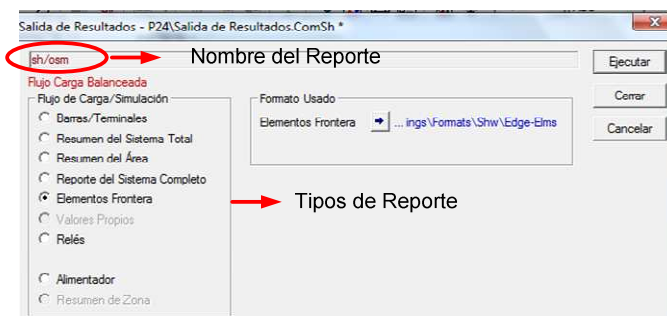 Salida de Resultados - P24\Salida de Resultados.ComSh *
sh/osm
Nombre del Reporte
Ejecutar
Flujo Carga Balanceada
Flujo de Carga/Simulación
Formato Usado
Cerrar
Barras/Terminales
Elementos Frontera
... ings\Formats\Shw\Edge-Elms
Cancelar
Resumen del Sistema Total
Resumen del Área
Reporte del Sistema Completo
Elementos Frontera
Tipos de Reporte
Valores Propios
Relés
Alimentador
Resumen de Zona